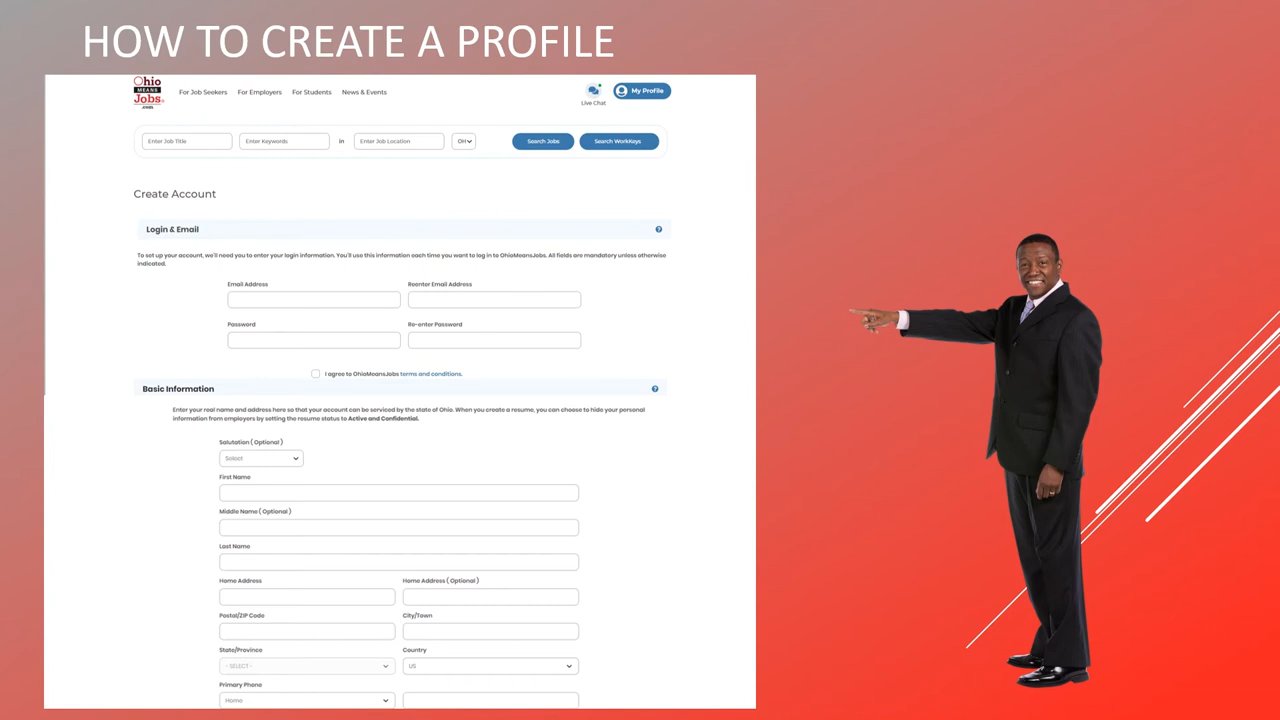 HOW TO CREATE A PROFILE
Ohio
MEANS
Jobs
.com
For Job Seekers For Employers For Students News & Events
Live Chat
My Profile
Enter Job Title Enter Keywords in Enter Job Location OH Search Jobs Search WorkKeys
Create Account
Login & Email ?
To set up your account, we'll need you to enter your login information. You'll use this information each time you want to log in to OhioMeansJobs. All fields are mandatory unless otherwise
indicated.
Email Address Reenter Email Address
Password Re-enter Password
I agree to OhioMeansJobs terms and conditions.
Basic Information ?
Enter your real name and address here so that your account can be serviced by the state of Ohio. When you create a resume, you can choose to hide your personal
information from employers by setting the resume status to Active and Confidential.
Salutation ( Optional )
Select
First Name
Middle Name ( Optional )
Last Name
Home Address Home Address ( Optional )
Postal/ZIP Code City/Town
State/Province Country
- SELECT - US
Primary Phone
Home